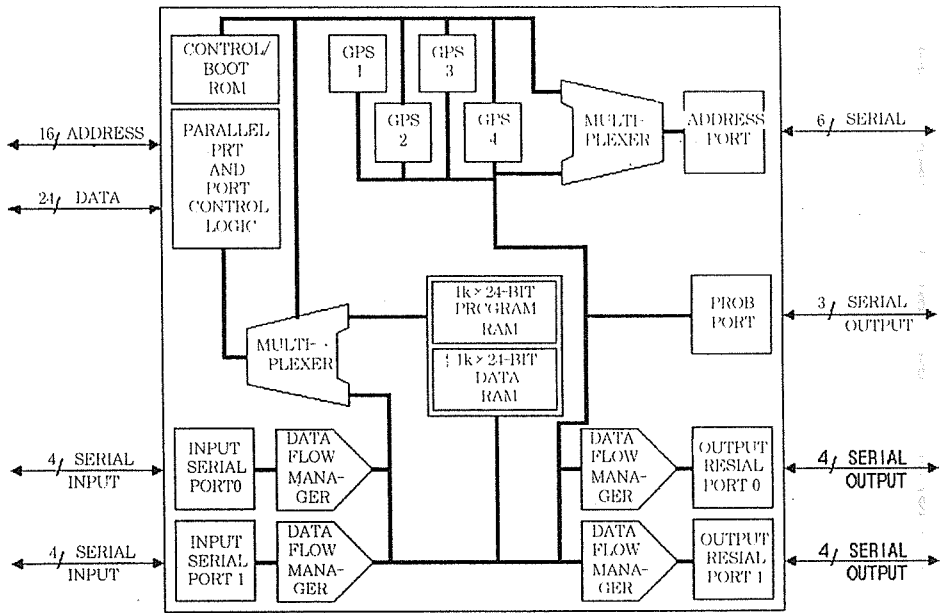 CONTROL/
BOOT
ROM
GPS
1
GPS
3
GPS
2
GPS
4
MULTI-
PLEXER
ADDRESS
PORT
6/ SERIAL
16/ ADDRESS
24/ DATA
PARALLEL
PRT
AND
PORT
CONTROL
LOGIC
1k×24-BIT
PROGRAM
RAM
1k×24-BIT
DATA
RAM
MULTI-
PLEXER
PROB
PORT
3/ SERIAL
OUTPUT
4/ SERIAL
INPUT
INPUT
SERIAL
PORT0
DATA
FLOW
MANA-
GER
DATA
FLOW
MANA-
GER
OUTPUT
RESIAL
PORT 0
4/ SERIAL
OUTPUT
4/ SERIAL
INPUT
INPUT
SERIAL
PORT 1
DATA
FLOW
MANA-
GER
DATA
FLOW
MANA-
GER
OUTPUT
RESIAL
PORT 1
4/ SERIAL
OUTPUT